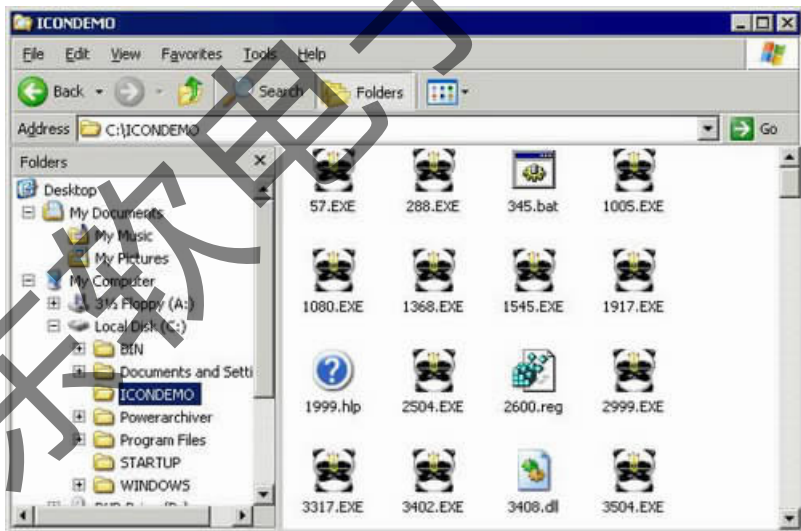 ICONDEMO
File Edit View Favorites Tools Help
Back Search Folders
Address C:\ICONDEMO Go
Folders
Desktop
My Documents
My Music
My Pictures
My Computer
3½ Floppy (A:)
Local Disk (C:)
BIN
Documents and Setti
ICONDEMO
Powerarchiver
Program Files
STARTUP
WINDOWS
57.EXE 288.EXE 345.bat 1005.EXE
1080.EXE 1368.EXE 1545.EXE 1917.EXE
1999.hlp 2504.EXE 2600.reg 2999.EXE
3317.EXE 3402.EXE 3408.dll 3504.EXE
软电